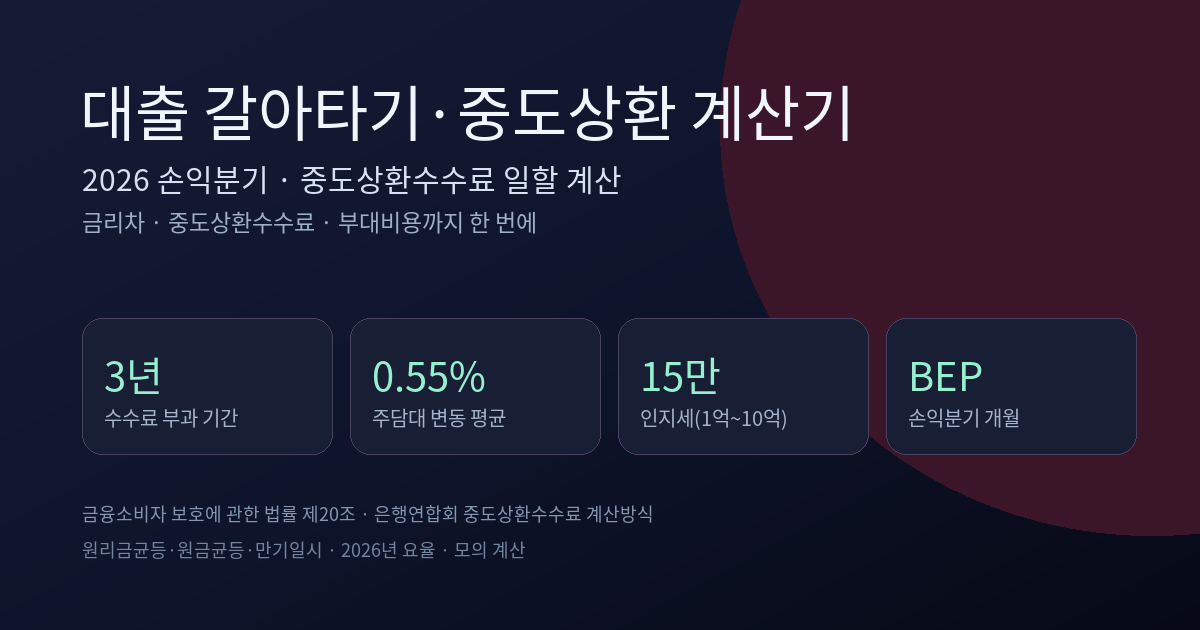 대출 갈아타기·중도상환 계산기
2026 손익분기 · 중도상환수수료 일할 계산
금리차 · 중도상환수수료 · 부대비용까지 한 번에
3년
수수료 부과 기간
0.55%
주담대 변동 평균
15만
인지세(1억~10억)
BEP
손익분기 개월
금융소비자 보호에 관한 법률 제20조 · 은행연합회 중도상환수수료 계산방식
원리금균등·원금균등·만기일시 · 2026년 요율 · 모의 계산